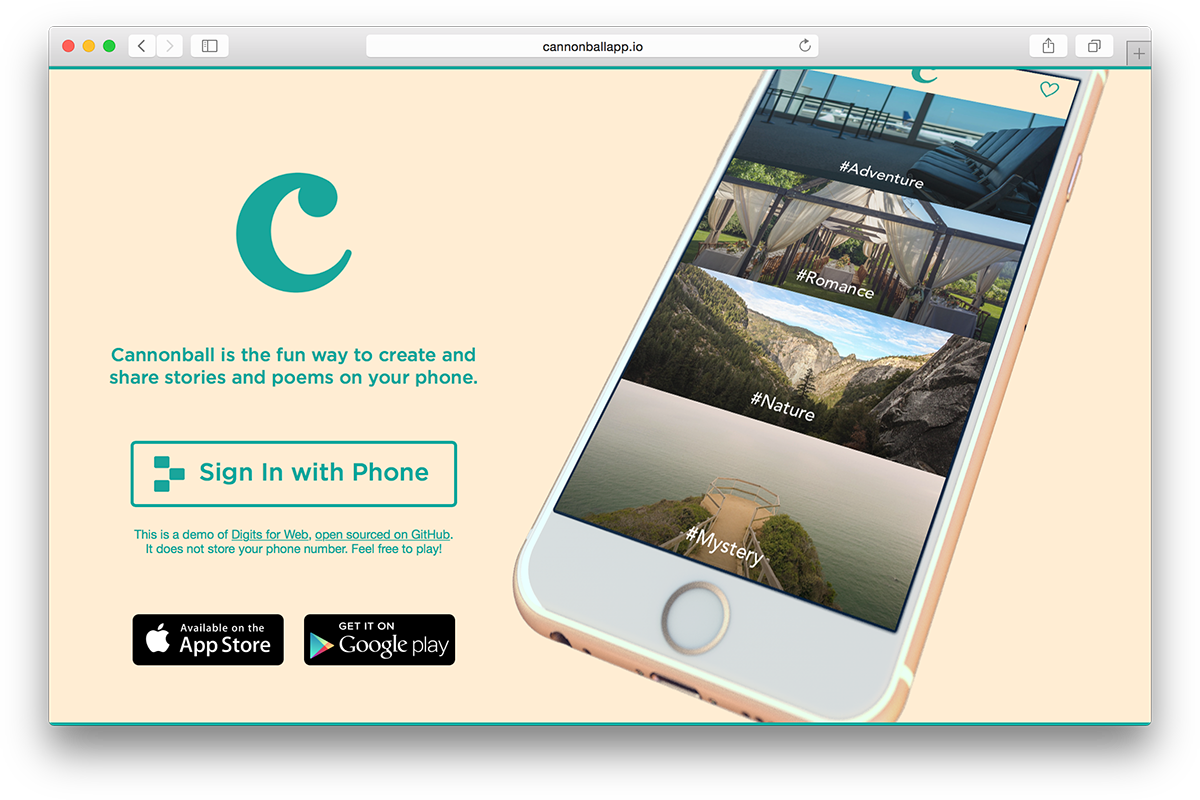 cannonballapp.io
C
Cannonball is the fun way to create and
share stories and poems on your phone.
Sign In with Phone
This is a demo of Digits for Web, open sourced on GitHub.
It does not store your phone number. Feel free to play!
Available on the
App Store
GET IT ON
Google play
#Adventure
#Romance
#Nature
#Mystery